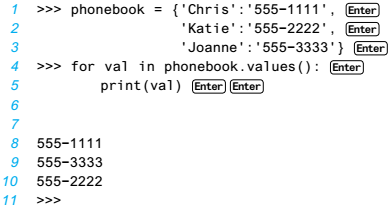 1 >>> phonebook = {'Chris':'555−1111', Enter
2 'Katie':'555−2222', Enter
3 'Joanne':'555−3333'} Enter
4 >>> for val in phonebook.values(): Enter
5 print(val) Enter Enter
6
7
8 555−1111
9 555−3333
10 555−2222
11 >>>